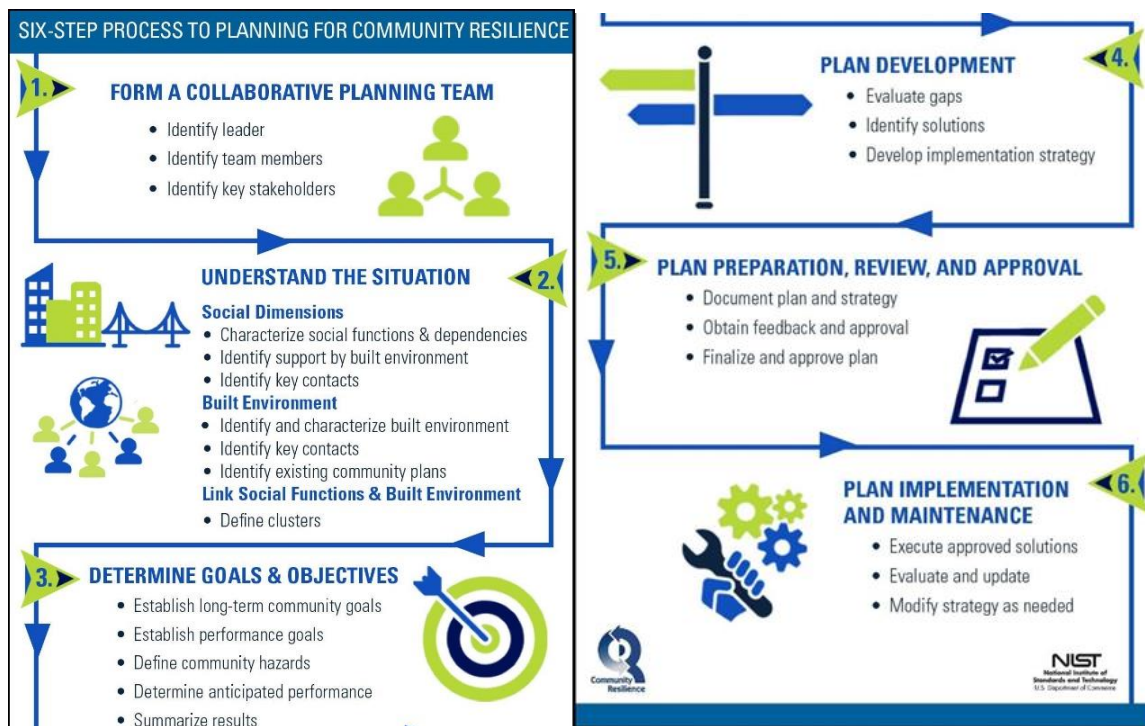 SIX-STEP PROCESS TO PLANNING FOR COMMUNITY RESILIENCE
1.
FORM A COLLABORATIVE PLANNING TEAM
• Identify leader
• Identify team members
• Identify key stakeholders
2.
UNDERSTAND THE SITUATION
Social Dimensions
• Characterize social functions & dependencies
• Identify support by built environment
• Identify key contacts
Built Environment
• Identify and characterize built environment
• Identify key contacts
• Identify existing community plans
Link Social Functions & Built Environment
• Define clusters
3.
DETERMINE GOALS & OBJECTIVES
• Establish long-term community goals
• Establish performance goals
• Define community hazards
• Determine anticipated performance
• Summarize results
4.
PLAN DEVELOPMENT
• Evaluate gaps
• Identify solutions
• Develop implementation strategy
5.
PLAN PREPARATION, REVIEW, AND APPROVAL
• Document plan and strategy
• Obtain feedback and approval
• Finalize and approve plan
6.
PLAN IMPLEMENTATION
AND MAINTENANCE
• Execute approved solutions
• Evaluate and update
• Modify strategy as needed
Community
Resilience
NIST
National Institute of
Standards and Technology
U.S. Department of Commerce